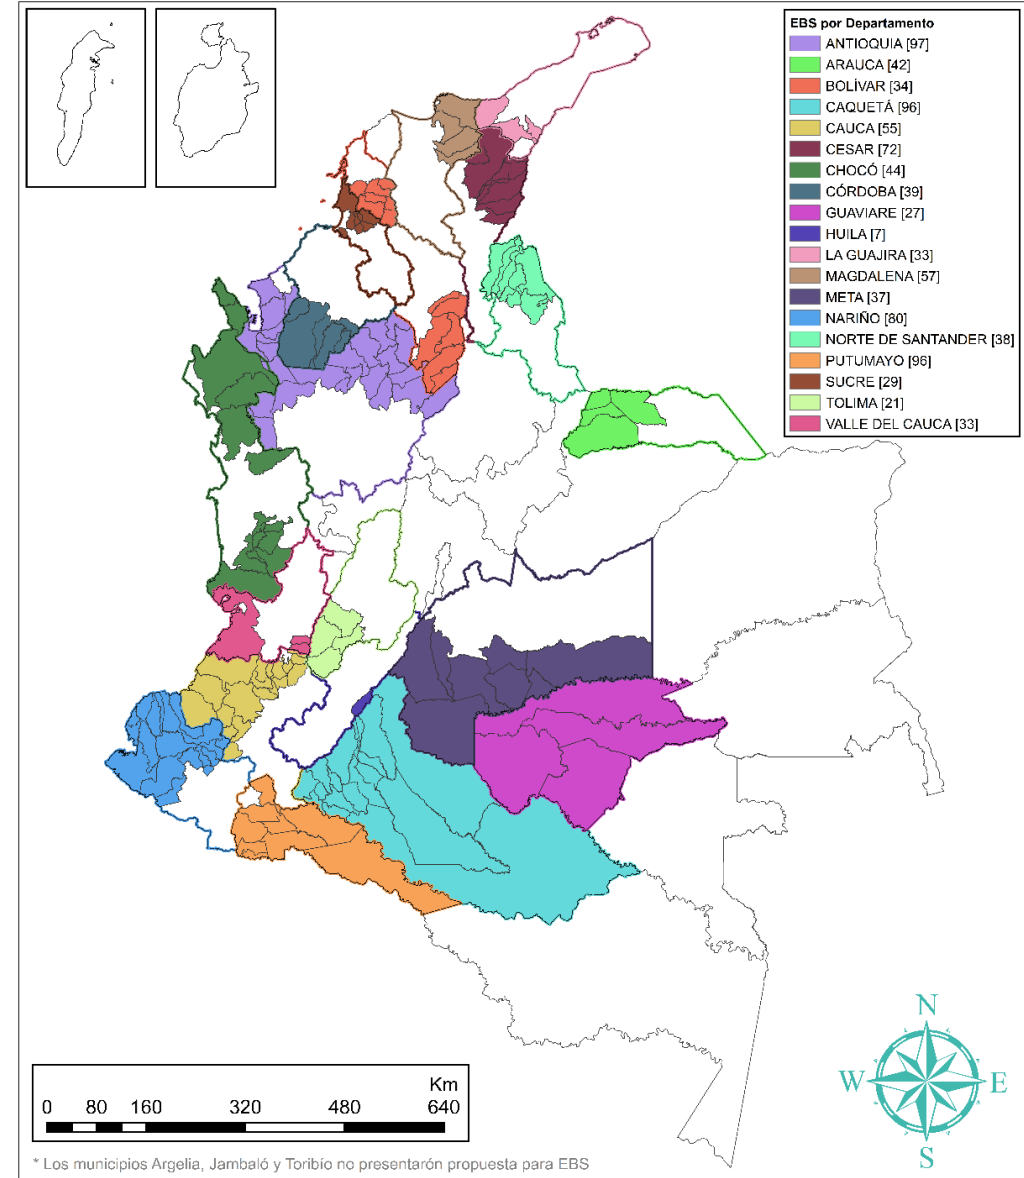 EBS por Departamento
ANTIOQUIA [97]
ARAUCA [42]
BOLÍVAR [34]
CAQUETÁ [96]
CAUCA [55]
CESAR [72]
CHOCÓ [44]
CÓRDOBA [39]
GUAVIARE [27]
HUILA [7]
LA GUAJIRA [33]
MAGDALENA [57]
META [37]
NARIÑO [80]
NORTE DE SANTANDER [38]
PUTUMAYO [96]
SUCRE [29]
TOLIMA [21]
VALLE DEL CAUCA [33]
N
W E
S
Km
0 80 160 320 480 640
* Los municipios Argelia, Jambaló y Toribío no presentarón propuesta para EBS